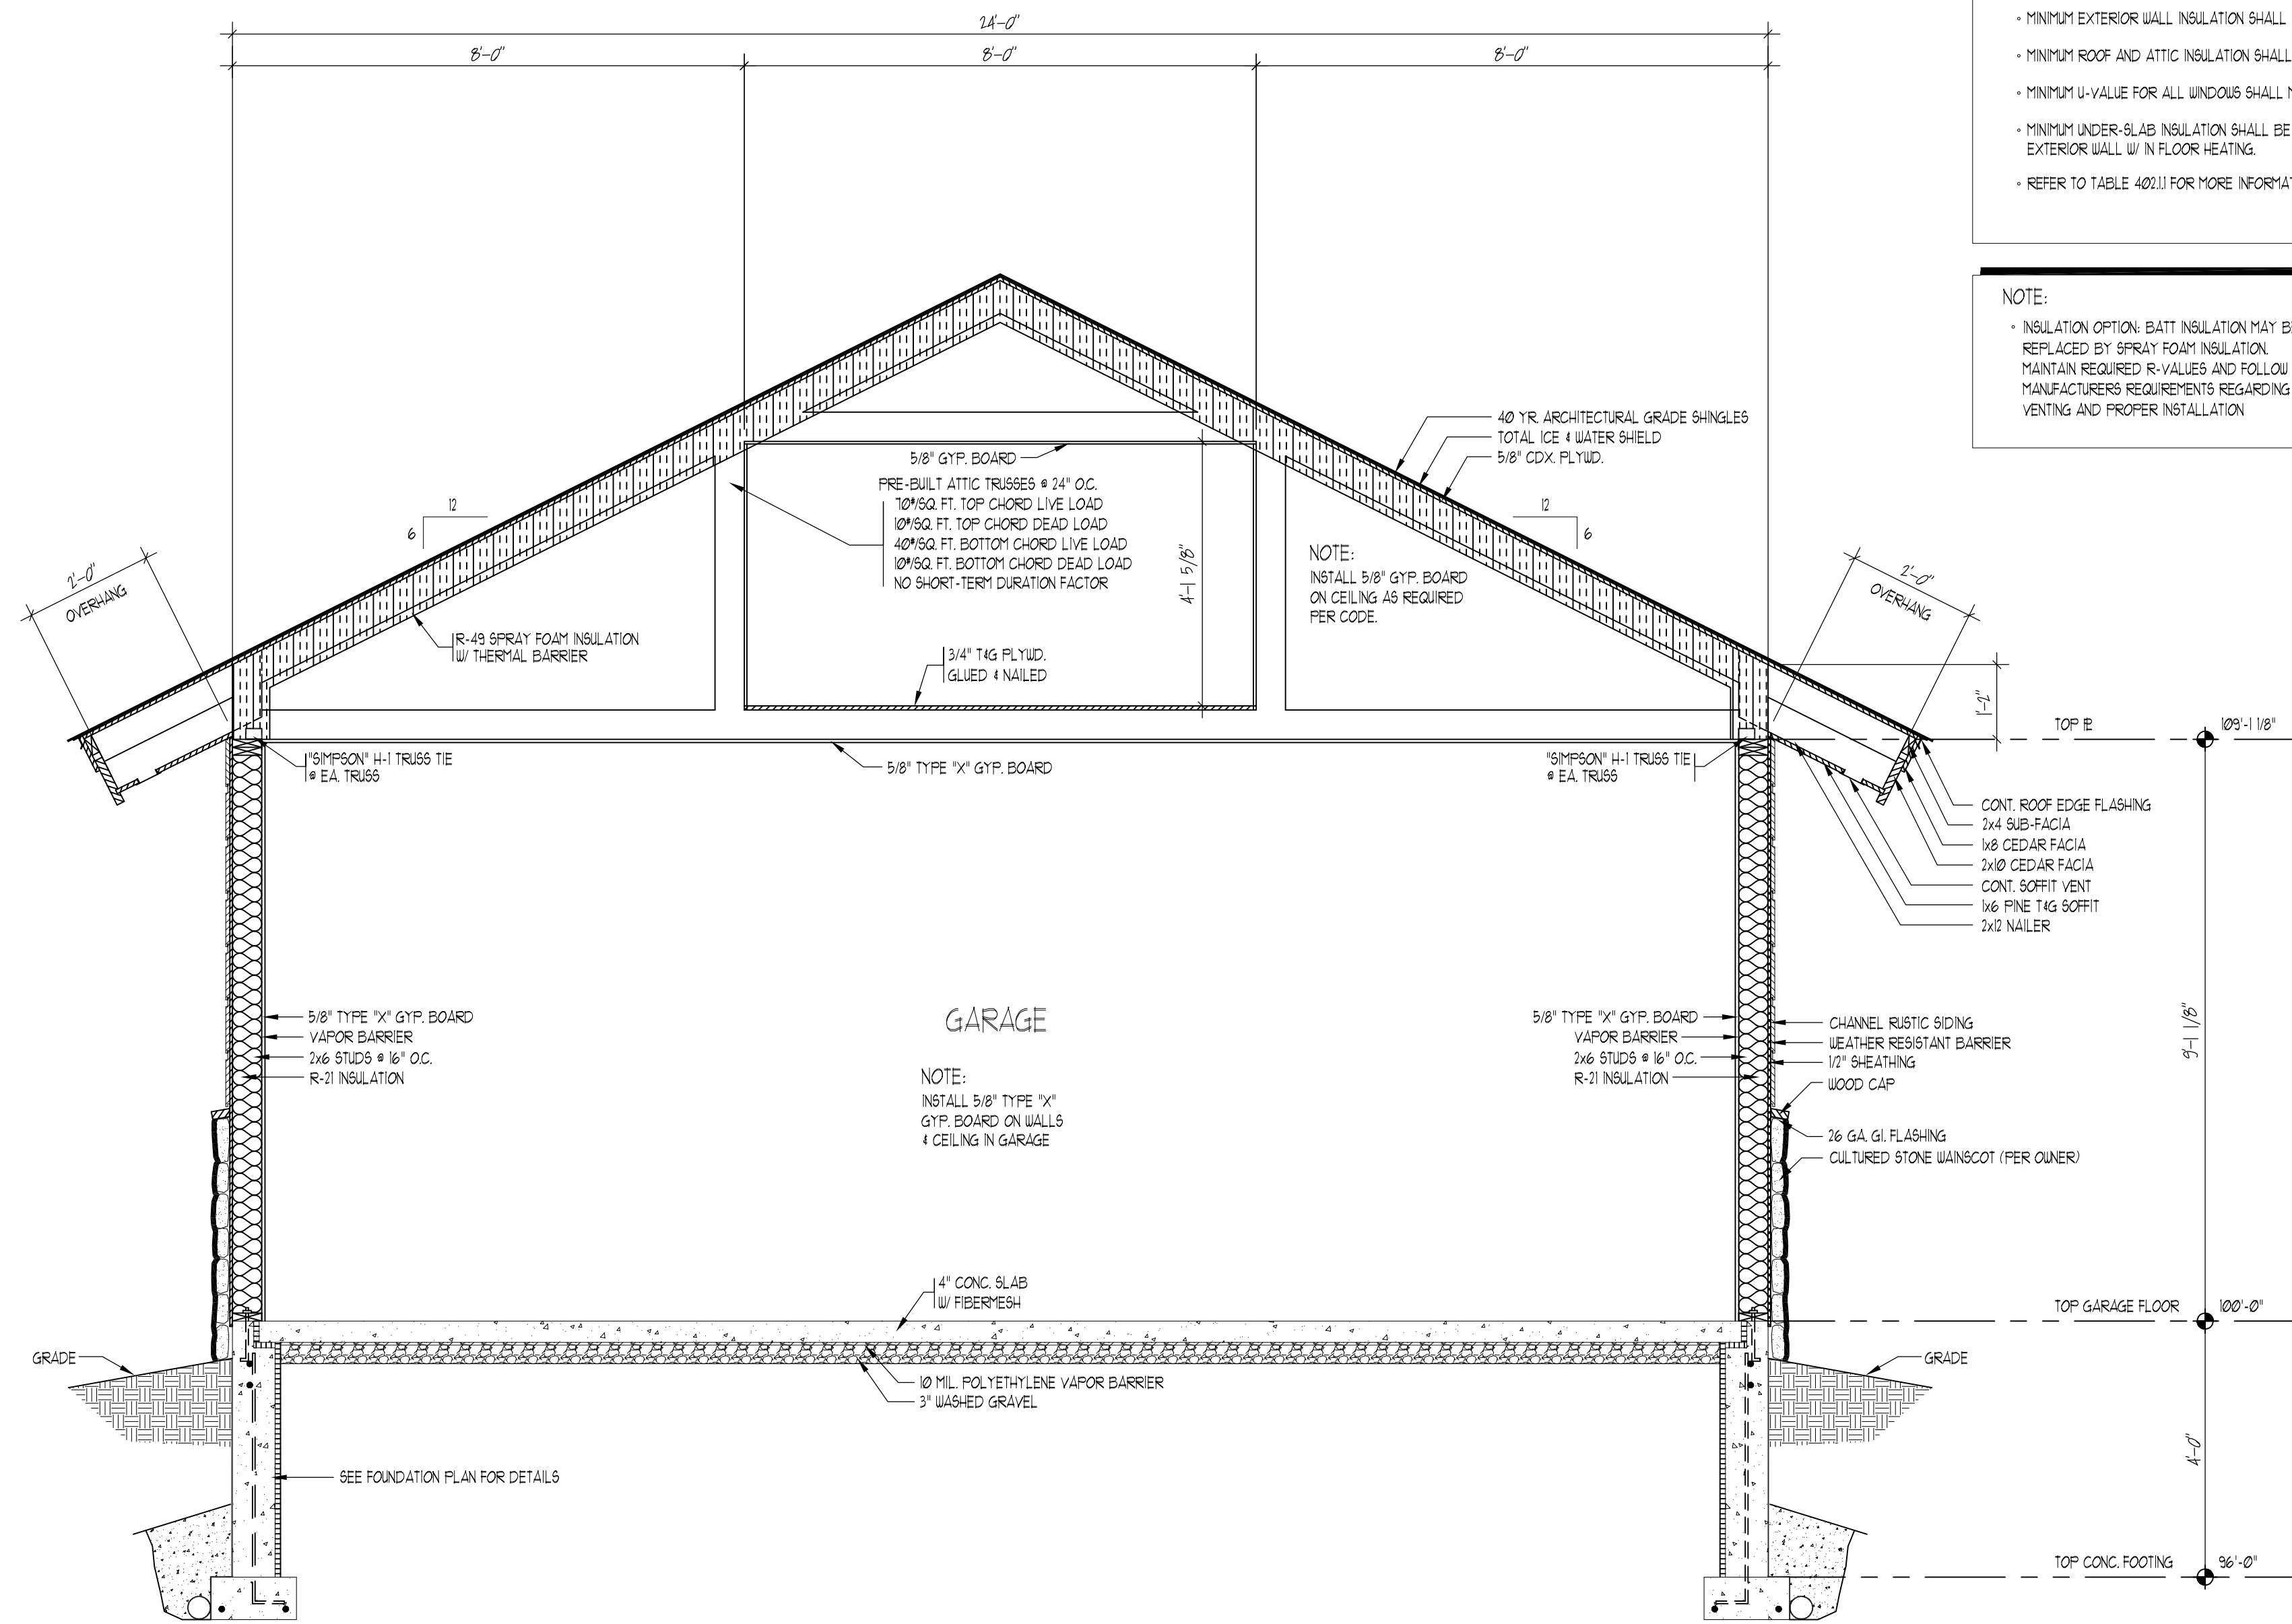 24'-0"
8'-0"
8'-0"
8'-0"
• MINIMUM EXTERIOR WALL INSULATION SHALL
• MINIMUM ROOF AND ATTIC INSULATION SHALL
• MINIMUM U-VALUE FOR ALL WINDOWS SHALL
• MINIMUM UNDER-SLAB INSULATION SHALL BE
EXTERIOR WALL W/ IN FLOOR HEATING.
• REFER TO TABLE 402.1.1 FOR MORE
NOTE:
• INSULATION OPTION: BATT INSULATION MAY
REPLACED BY SPRAY FOAM INSULATION.
MAINTAIN REQUIRED R-VALUES AND FOLLOW
MANUFACTURERS REQUIREMENTS REGARDING
VENTING AND PROPER INSTALLATION
40 YR. ARCHITECTURAL GRADE SHINGLES
TOTAL ICE & WATER SHIELD
5/8" CDX. PLYWD.
5/8" GYP. BOARD
PRE-BUILT ATTIC TRUSSES @ 24" O.C.
70#/SQ. FT. TOP CHORD LIVE LOAD
10#/SQ. FT. TOP CHORD DEAD LOAD
40#/SQ. FT. BOTTOM CHORD LIVE LOAD
10#/SQ. FT. BOTTOM CHORD DEAD LOAD
NO SHORT-TERM DURATION FACTOR
12
6
12
6
4'-1 5/8"
NOTE:
INSTALL 5/8" GYP. BOARD
ON CEILING AS REQUIRED
PER CODE.
2'-0"
OVERHANG
2'-0"
OVERHANG
R-49 SPRAY FOAM INSULATION
W/ THERMAL BARRIER
3/4" T&G PLYWD.
GLUED & NAILED
1'-2"
TOP PL
109'-1 1/8"
"SIMPSON" H-1 TRUSS TIE
@ EA. TRUSS
5/8" TYPE "X" GYP. BOARD
"SIMPSON" H-1 TRUSS TIE
@ EA. TRUSS
CONT. ROOF EDGE FLASHING
2x4 SUB-FACIA
1x8 CEDAR FACIA
2x10 CEDAR FACIA
CONT. SOFFIT VENT
1x6 PINE T&G SOFFIT
2x12 NAILER
GARAGE
NOTE:
INSTALL 5/8" TYPE "X"
GYP. BOARD ON WALLS
& CEILING IN GARAGE
5/8" TYPE "X" GYP. BOARD
VAPOR BARRIER
2x6 STUDS @ 16" O.C.
R-21 INSULATION
5/8" TYPE "X" GYP. BOARD
VAPOR BARRIER
2x6 STUDS @ 16" O.C.
R-21 INSULATION
CHANNEL RUSTIC SIDING
WEATHER RESISTANT BARRIER
1/2" SHEATHING
WOOD CAP
26 GA. G.I. FLASHING
CULTURED STONE WAINSCOT (PER OWNER)
9'-1 1/8"
4" CONC. SLAB
W/ FIBERMESH
TOP GARAGE FLOOR
100'-0"
GRADE
GRADE
10 MIL. POLYETHYLENE VAPOR BARRIER
3" WASHED GRAVEL
4'-0"
SEE FOUNDATION PLAN FOR DETAILS
TOP CONC. FOOTING
96'-0"